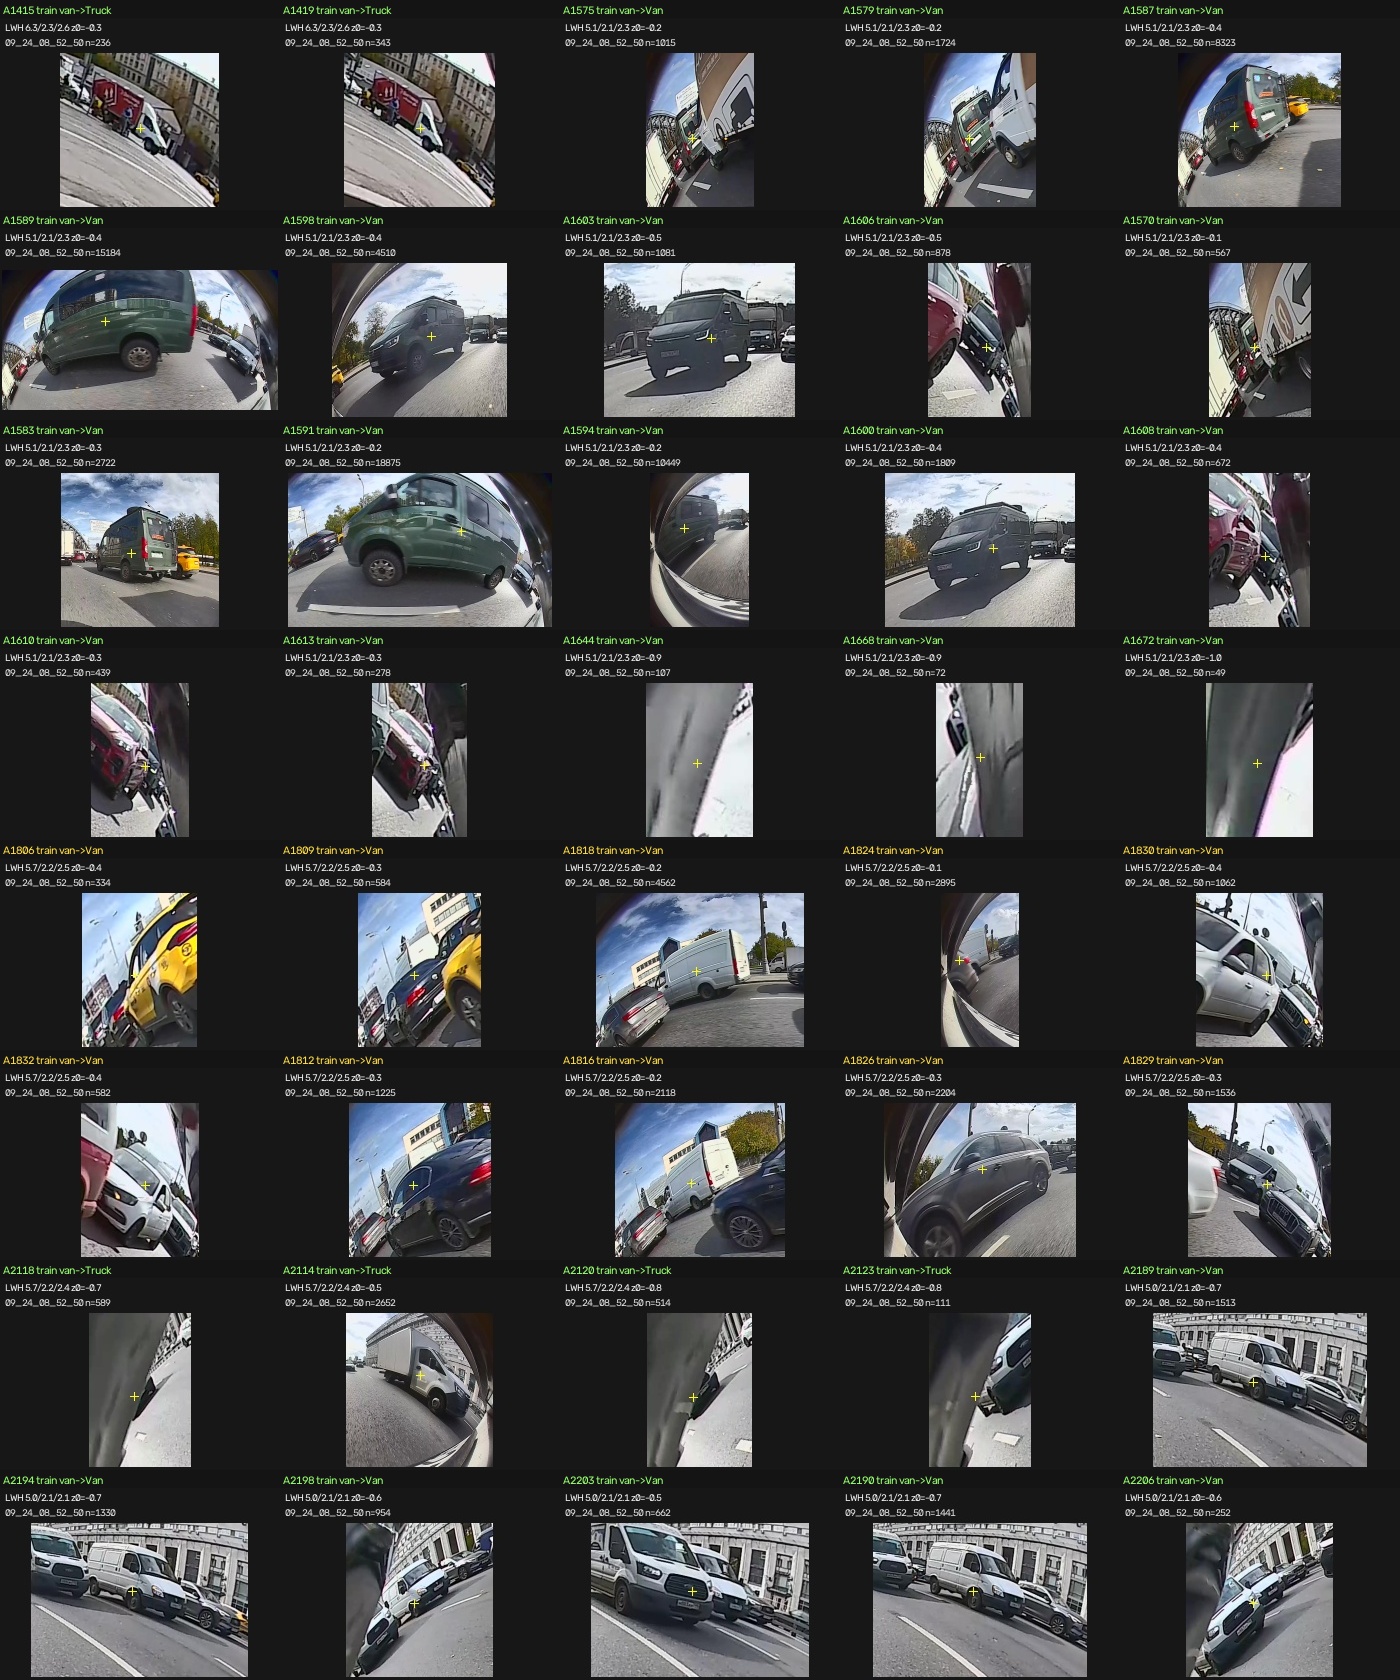 A1415 train van->Truck
LWH 6.3/2.3/2.6 z0=-0.3
09_24_08_52_50 n=236
A1419 train van->Truck
LWH 6.3/2.3/2.6 z0=-0.3
09_24_08_52_50 n=343
A1575 train van->Van
LWH 5.1/2.1/2.3 z0=-0.2
09_24_08_52_50 n=1015
A1579 train van->Van
LWH 5.1/2.1/2.3 z0=-0.2
09_24_08_52_50 n=1724
A1587 train van->Van
LWH 5.1/2.1/2.3 z0=-0.4
09_24_08_52_50 n=8323
A1589 train van->Van
LWH 5.1/2.1/2.3 z0=-0.4
09_24_08_52_50 n=15184
A1598 train van->Van
LWH 5.1/2.1/2.3 z0=-0.4
09_24_08_52_50 n=4510
A1603 train van->Van
LWH 5.1/2.1/2.3 z0=-0.5
09_24_08_52_50 n=1081
A1606 train van->Van
LWH 5.1/2.1/2.3 z0=-0.5
09_24_08_52_50 n=878
A1570 train van->Van
LWH 5.1/2.1/2.3 z0=-0.1
09_24_08_52_50 n=567
A1583 train van->Van
LWH 5.1/2.1/2.3 z0=-0.3
09_24_08_52_50 n=2722
A1591 train van->Van
LWH 5.1/2.1/2.3 z0=-0.2
09_24_08_52_50 n=18875
A1594 train van->Van
LWH 5.1/2.1/2.3 z0=-0.2
09_24_08_52_50 n=10449
A1600 train van->Van
LWH 5.1/2.1/2.3 z0=-0.4
09_24_08_52_50 n=1809
A1608 train van->Van
LWH 5.1/2.1/2.3 z0=-0.4
09_24_08_52_50 n=672
A1610 train van->Van
LWH 5.1/2.1/2.3 z0=-0.3
09_24_08_52_50 n=439
A1613 train van->Van
LWH 5.1/2.1/2.3 z0=-0.3
09_24_08_52_50 n=278
A1644 train van->Van
LWH 5.1/2.1/2.3 z0=-0.9
09_24_08_52_50 n=107
A1668 train van->Van
LWH 5.1/2.1/2.3 z0=-0.9
09_24_08_52_50 n=72
A1672 train van->Van
LWH 5.1/2.1/2.3 z0=-1.0
09_24_08_52_50 n=49
A1806 train van->Van
LWH 5.7/2.2/2.5 z0=-0.4
09_24_08_52_50 n=334
A1809 train van->Van
LWH 5.7/2.2/2.5 z0=-0.3
09_24_08_52_50 n=584
A1818 train van->Van
LWH 5.7/2.2/2.5 z0=-0.2
09_24_08_52_50 n=4562
A1824 train van->Van
LWH 5.7/2.2/2.5 z0=-0.1
09_24_08_52_50 n=2895
A1830 train van->Van
LWH 5.7/2.2/2.5 z0=-0.4
09_24_08_52_50 n=1062
A1832 train van->Van
LWH 5.7/2.2/2.5 z0=-0.4
09_24_08_52_50 n=582
A1812 train van->Van
LWH 5.7/2.2/2.5 z0=-0.3
09_24_08_52_50 n=1225
A1816 train van->Van
LWH 5.7/2.2/2.5 z0=-0.2
09_24_08_52_50 n=2118
A1826 train van->Van
LWH 5.7/2.2/2.5 z0=-0.3
09_24_08_52_50 n=2204
A1829 train van->Van
LWH 5.7/2.2/2.5 z0=-0.3
09_24_08_52_50 n=1536
A2118 train van->Truck
LWH 5.7/2.2/2.4 z0=-0.7
09_24_08_52_50 n=589
A2114 train van->Truck
LWH 5.7/2.2/2.4 z0=-0.5
09_24_08_52_50 n=2652
A2120 train van->Truck
LWH 5.7/2.2/2.4 z0=-0.8
09_24_08_52_50 n=514
A2123 train van->Truck
LWH 5.7/2.2/2.4 z0=-0.8
09_24_08_52_50 n=111
A2189 train van->Van
LWH 5.0/2.1/2.1 z0=-0.7
09_24_08_52_50 n=1513
A2194 train van->Van
LWH 5.0/2.1/2.1 z0=-0.7
09_24_08_52_50 n=1330
A2198 train van->Van
LWH 5.0/2.1/2.1 z0=-0.6
09_24_08_52_50 n=954
A2203 train van->Van
LWH 5.0/2.1/2.1 z0=-0.5
09_24_08_52_50 n=662
A2190 train van->Van
LWH 5.0/2.1/2.1 z0=-0.7
09_24_08_52_50 n=1441
A2206 train van->Van
LWH 5.0/2.1/2.1 z0=-0.6
09_24_08_52_50 n=252